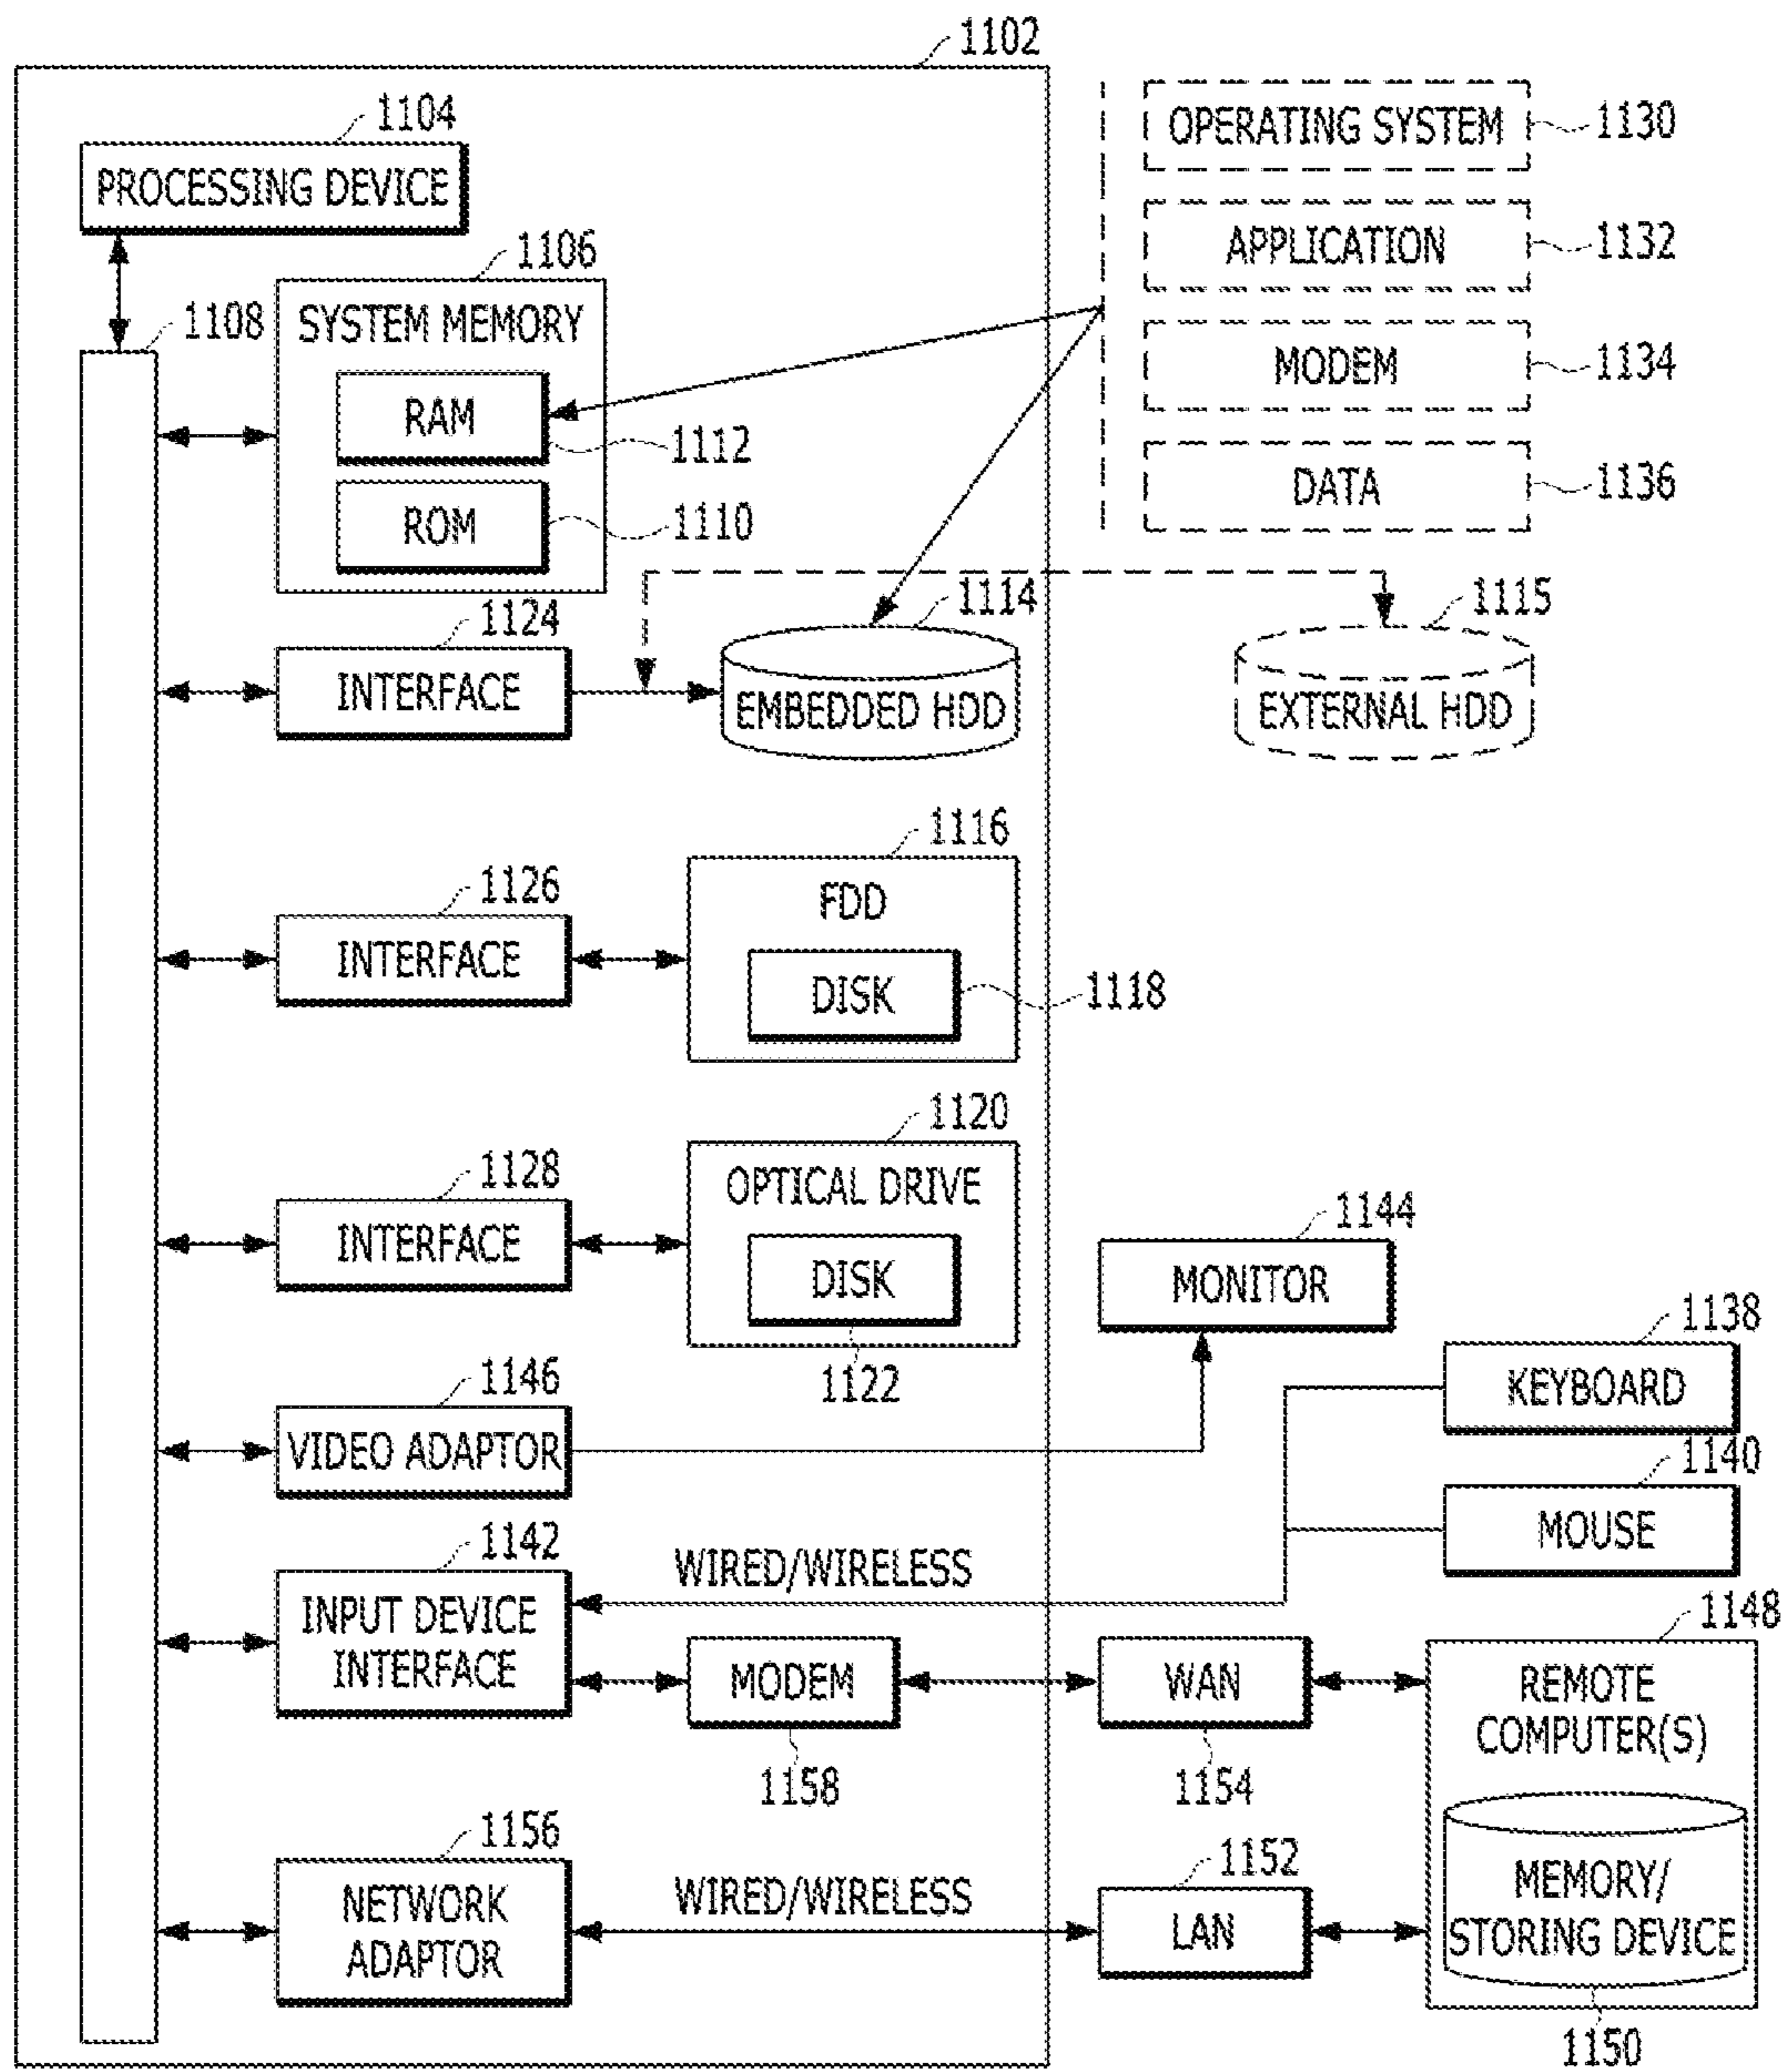 1102
1104
PROCESSING DEVICE
1106
SYSTEM MEMORY
1108
RAM
1112
ROM
1110
OPERATING SYSTEM
1130
APPLICATION
1132
MODEM
1134
DATA
1136
1124
INTERFACE
1114
EMBEDDED HDD
1115
EXTERNAL HDD
1116
FDD
1126
INTERFACE
DISK
1118
1120
OPTICAL DRIVE
1128
INTERFACE
DISK
1122
1144
MONITOR
1138
KEYBOARD
1146
VIDEO ADAPTOR
1140
MOUSE
1142
INPUT DEVICE
INTERFACE
WIRED/WIRELESS
MODEM
1158
WAN
1154
1148
REMOTE
COMPUTER(S)
1156
NETWORK
ADAPTOR
WIRED/WIRELESS
1152
LAN
MEMORY/
STORING DEVICE
1150